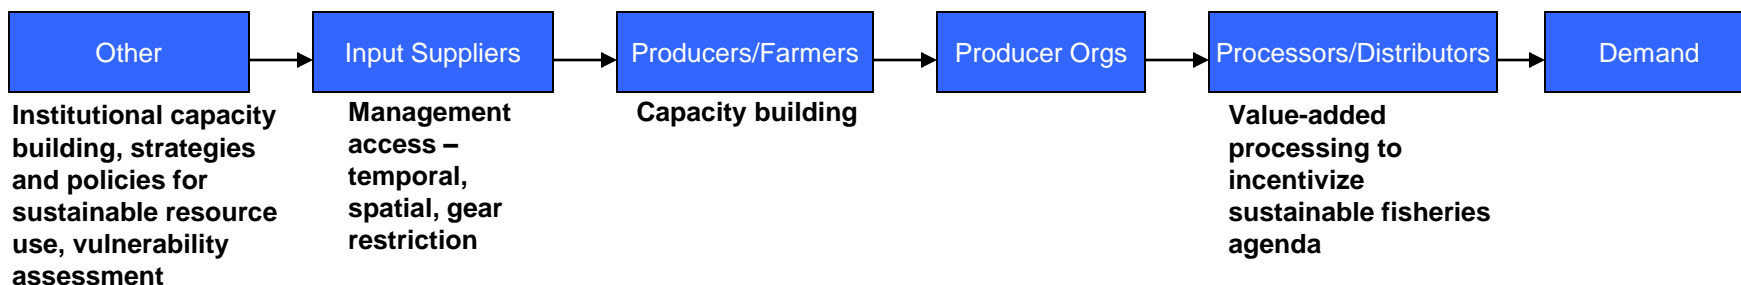 Other
Input Suppliers
Producers/Farmers
Producer Orgs
Processors/Distributors
Demand
Institutional capacity
building, strategies
and policies for
sustainable resource
use, vulnerability
assessment
Management
access –
temporal,
spatial, gear
restriction
Capacity building
Value-added
processing to
incentivize
sustainable fisheries
agenda